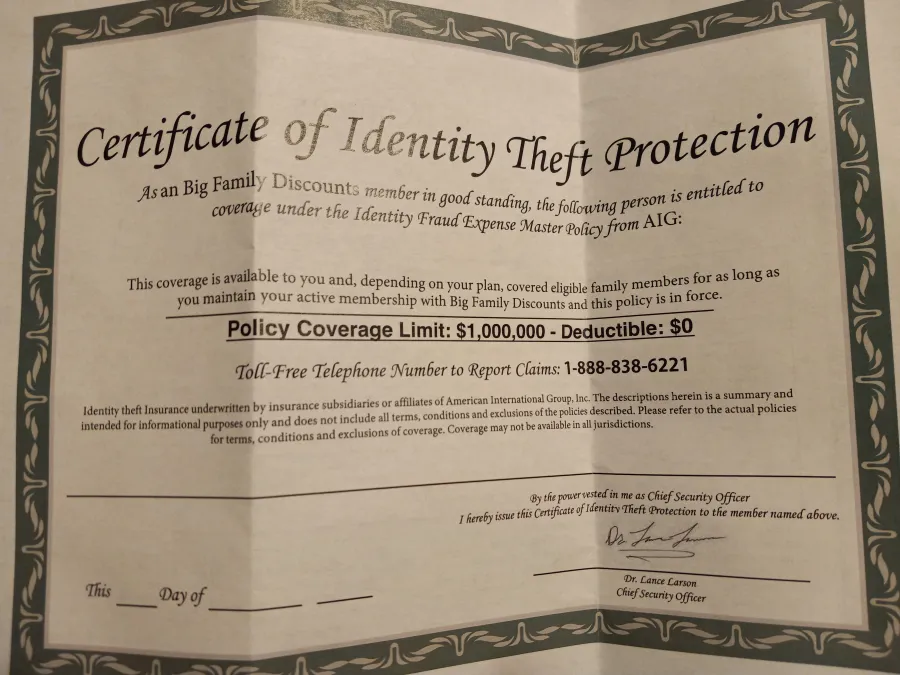 Certificate of Identity Theft Protection
As an Big Family Discounts member in good standing, the following person is entitled to
coverage under the Identity Fraud Expense Master Policy from AIG:
This coverage is available to you and, depending on your plan, covered eligible family members for as long as
you maintain your active membership with Big Family Discounts and this policy is in force.
Policy Coverage Limit: $1,000,000 - Deductible: $0
Toll-Free Telephone Number to Report Claims: 1-888-838-6221
Identity theft Insurance underwritten by insurance subsidiaries or affiliates of American International Group, Inc. The descriptions herein is a summary and
intended for informational purposes only and does not include all terms, conditions and exclusions of the policies described. Please refer to the actual policies
for terms, conditions and exclusions of coverage. Coverage may not be available in all jurisdictions.
By the power vested in me as Chief Security Officer
I hereby issue this Certificate of Identity Theft Protection to the member named above.
Dr.
Dr. Lance Larson
Chief Security Officer
This ___ Day of ________ _____